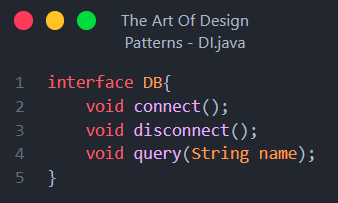 The Art Of Design
Patterns - DI.java
1 interface DB{
2     void connect();
3     void disconnect();
4     void query(String name);
5 }